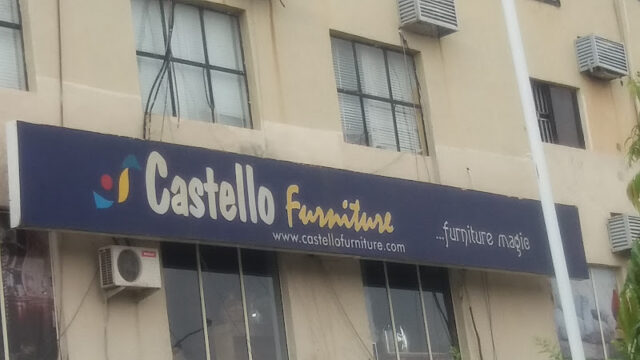 Castello Furniture
www.castellofurniture.com
...furniture magic